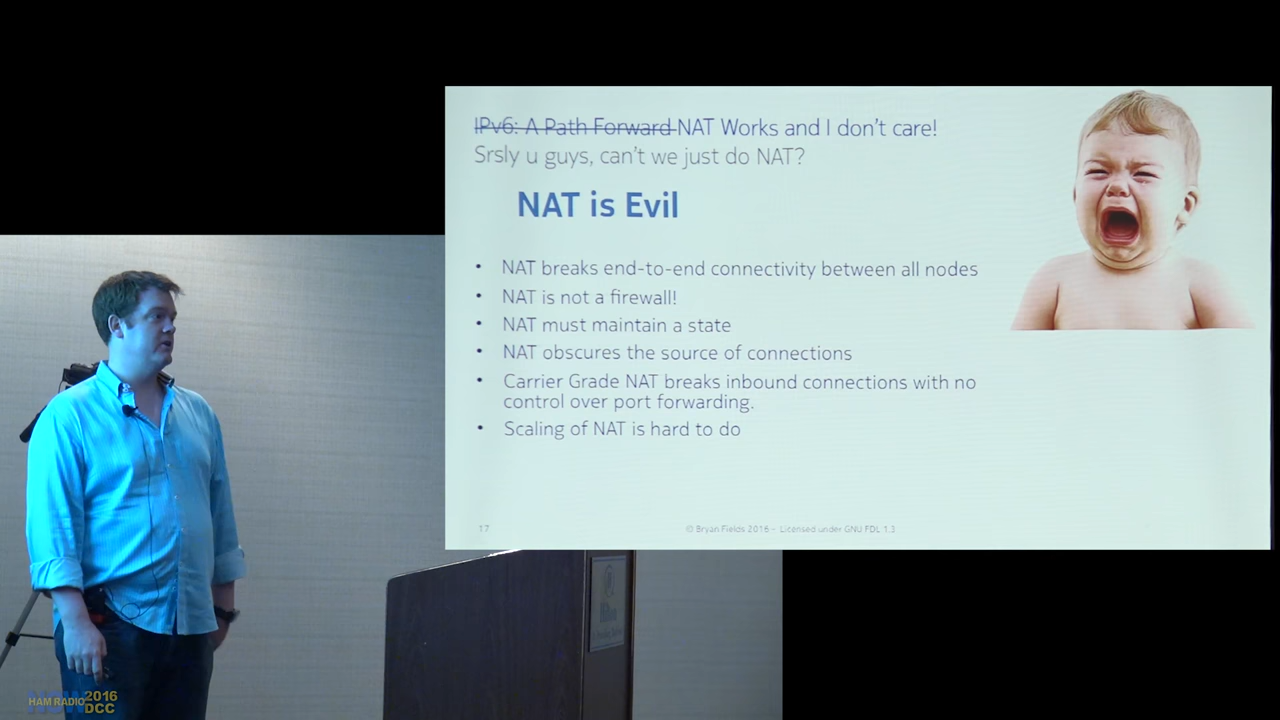 IPv6: A Path Forward NAT Works and I don't care!
Srsly u guys, can't we just do NAT?
NAT is Evil
• NAT breaks end-to-end connectivity between all nodes
• NAT is not a firewall!
• NAT must maintain a state
• NAT obscures the source of connections
• Carrier Grade NAT breaks inbound connections with no
control over port forwarding.
• Scaling of NAT is hard to do
17
© Bryan Fields 2016 - Licensed under GNU FDL 1.3
HAM RADIO 2016
DCC